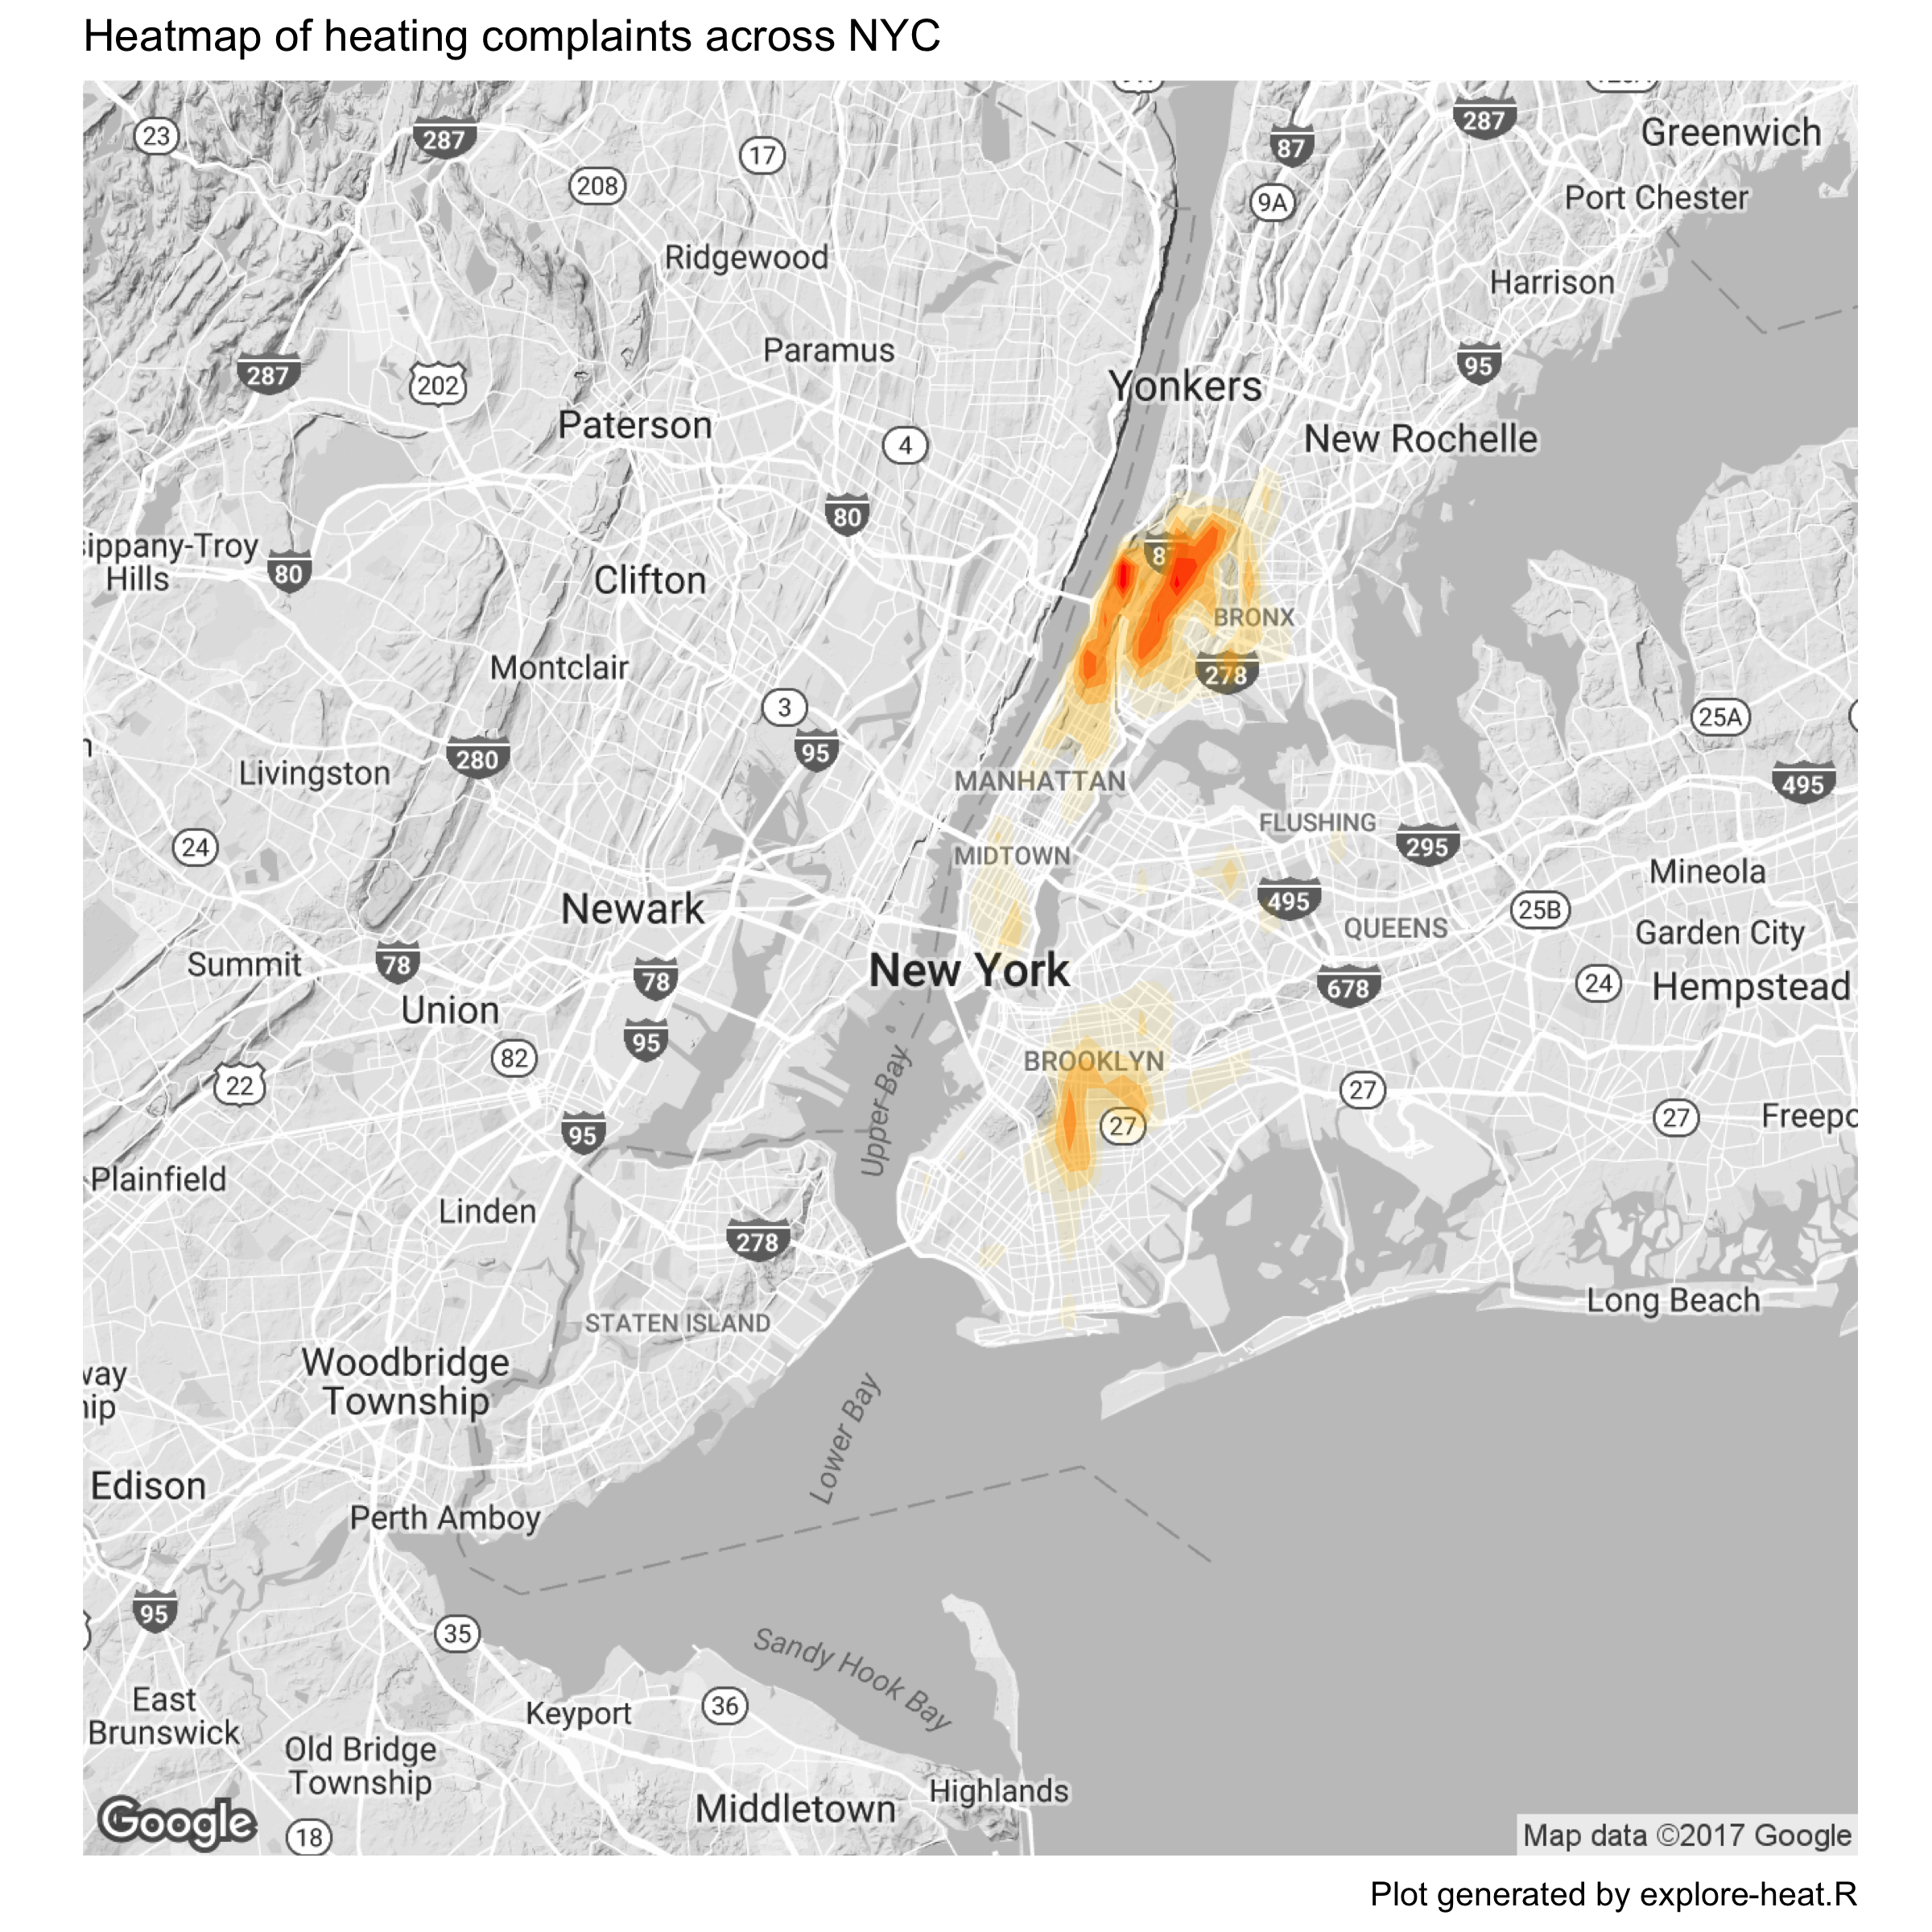 Heatmap of heating complaints across NYC
23
287
17
208
87
9A
287
Greenwich
Port Chester
Ridgewood
Harrison
Paramus
287
202
95
Yonkers
Paterson
4
New Rochelle
80
sippany-Troy
Hills
80
8
Clifton
BRONX
Montclair
278
3
95
25A
280
Livingston
MANHATTAN
495
24
FLUSHING
MIDTOWN
295
Mineola
Newark
495
25B
QUEENS
Garden City
Summit
78
78
New York
678
24
Hempstead
Union
95
82
BROOKLYN
22
Upper Bay
27
27
27
Freepo
95
Plainfield
Linden
278
Long Beach
STATEN ISLAND
Woodbridge
Township
way
hip
Lower Bay
Edison
Perth Amboy
95
35
Sandy Hook Bay
East
Brunswick
Keyport
36
Old Bridge
Township
Highlands
Middletown
Google
18
Map data ©2017 Google
Plot generated by explore-heat.R